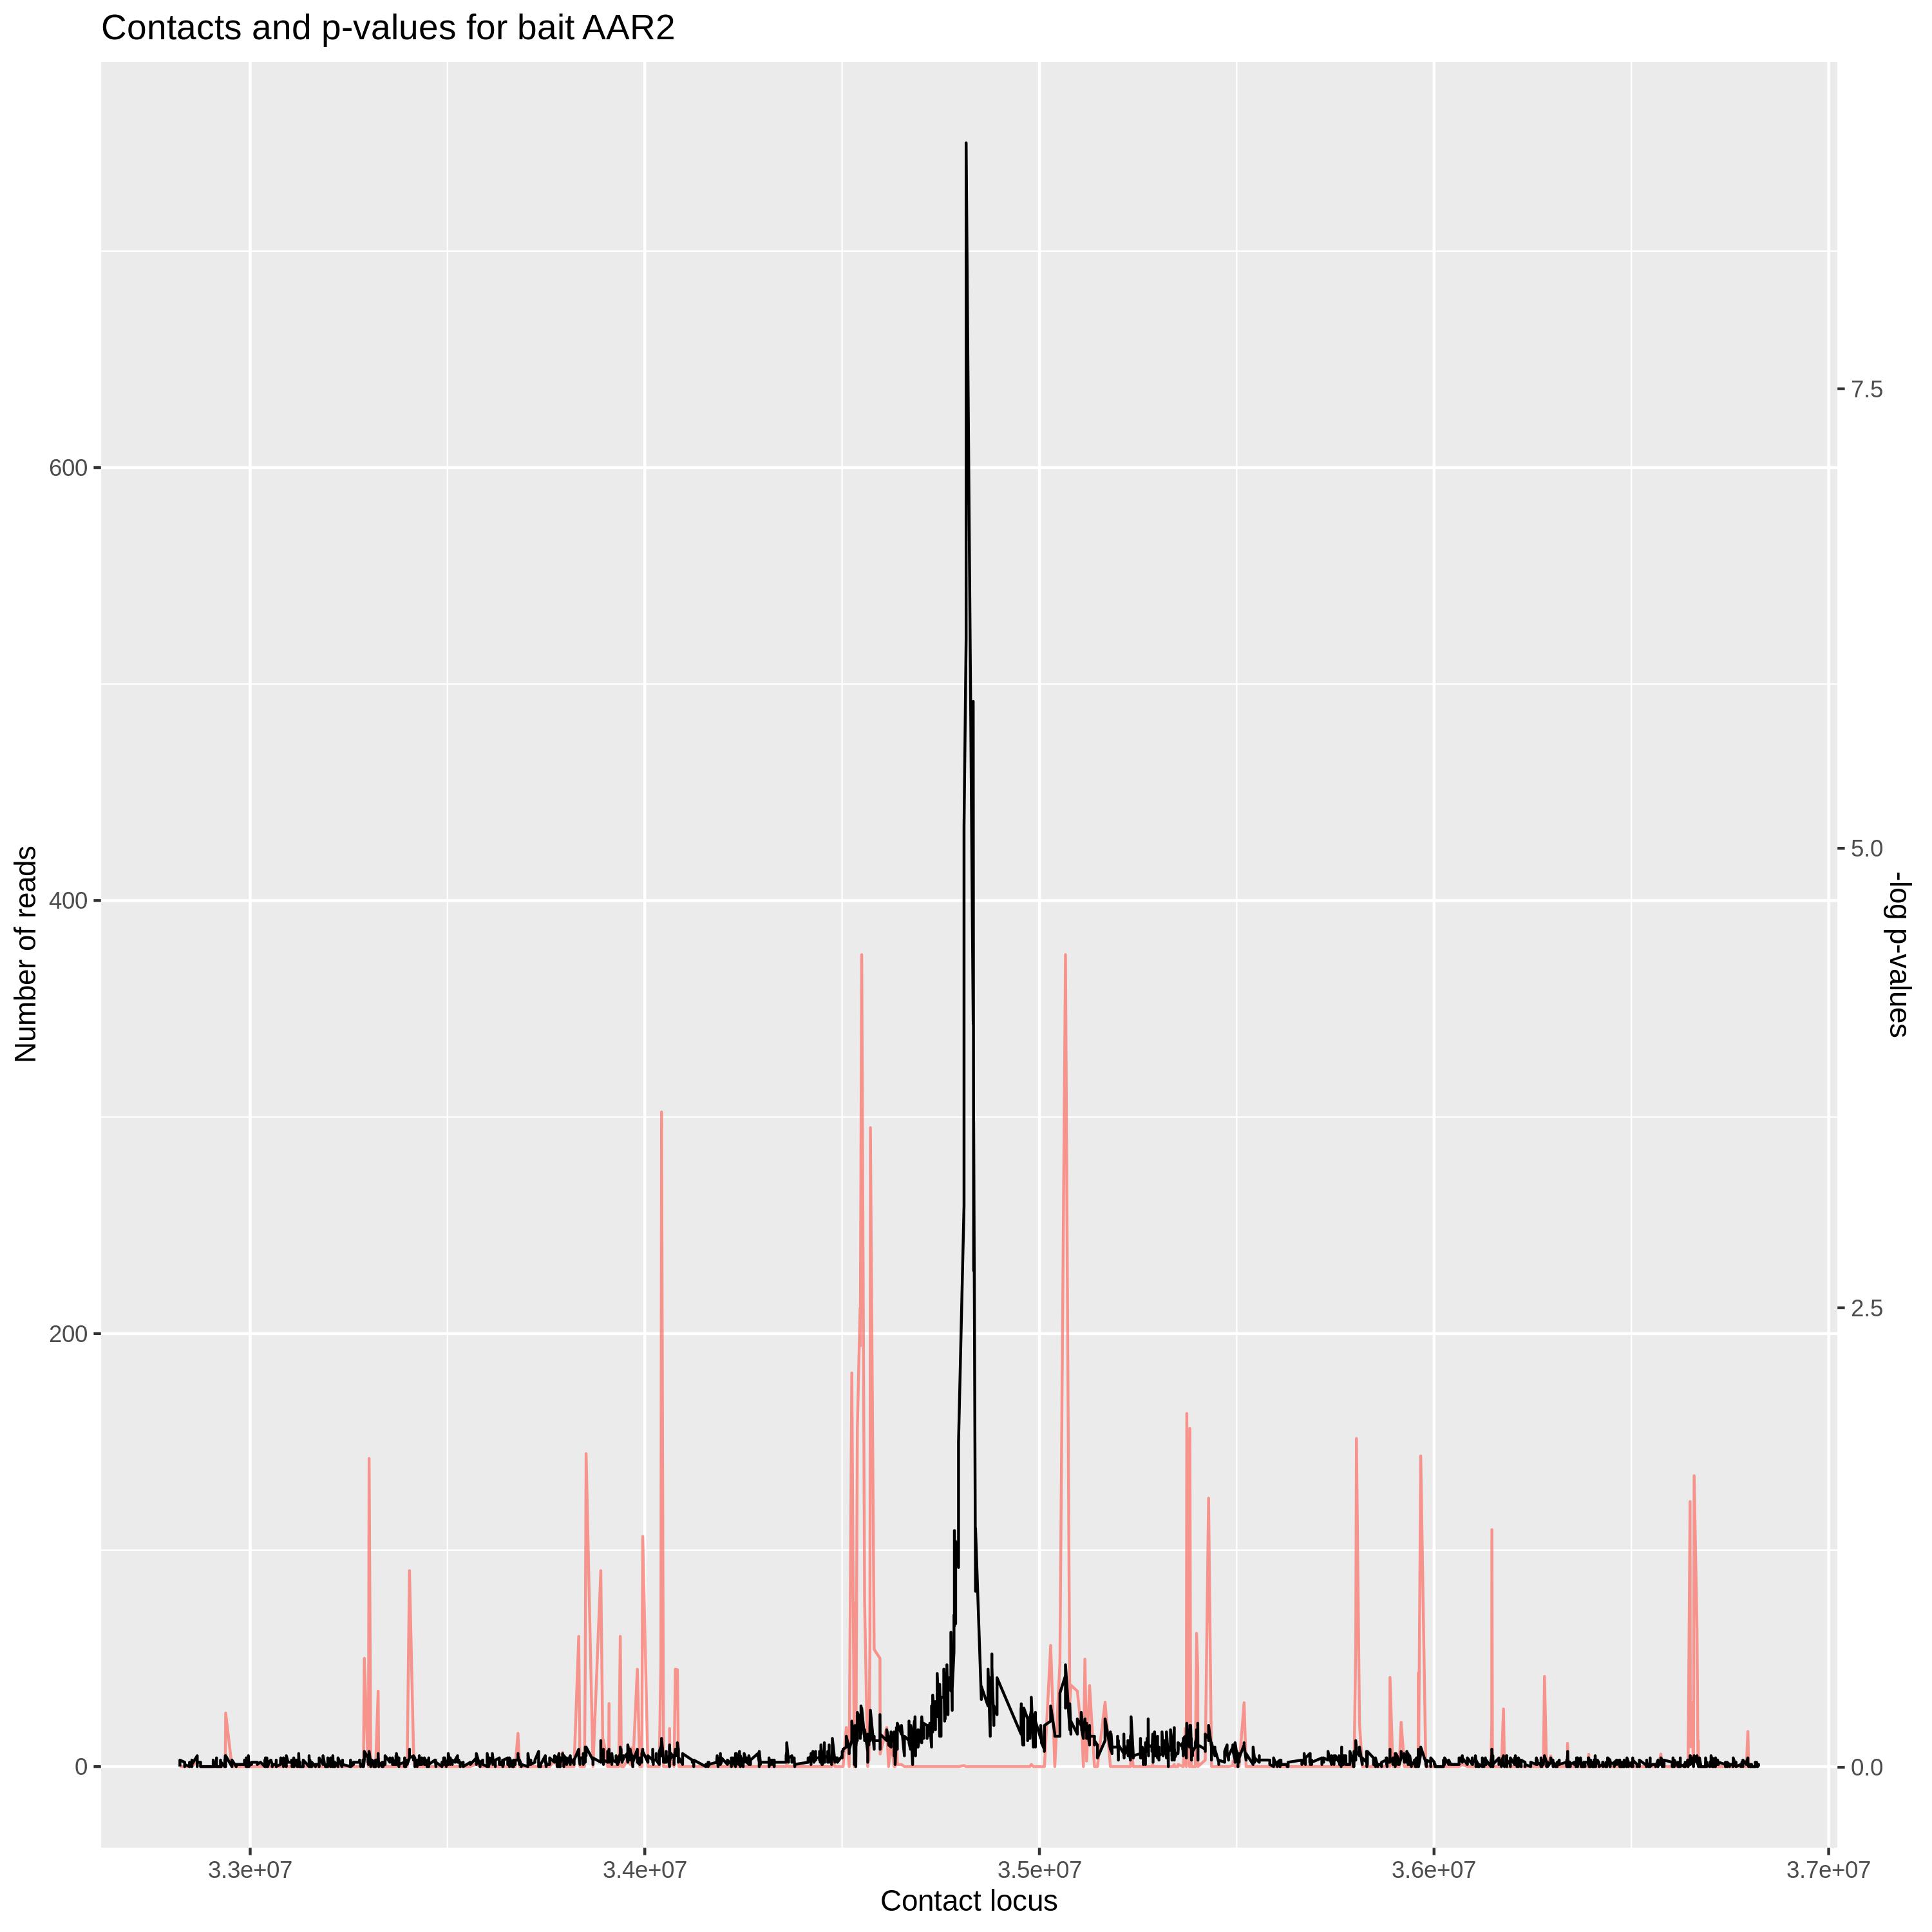 Contacts and p-values for bait AAR2
Number of reads
600
400
200
0
7.5
5.0
2.5
0.0
-log p-values
3.3e+07
3.4e+07
3.5e+07
3.6e+07
3.7e+07
Contact locus